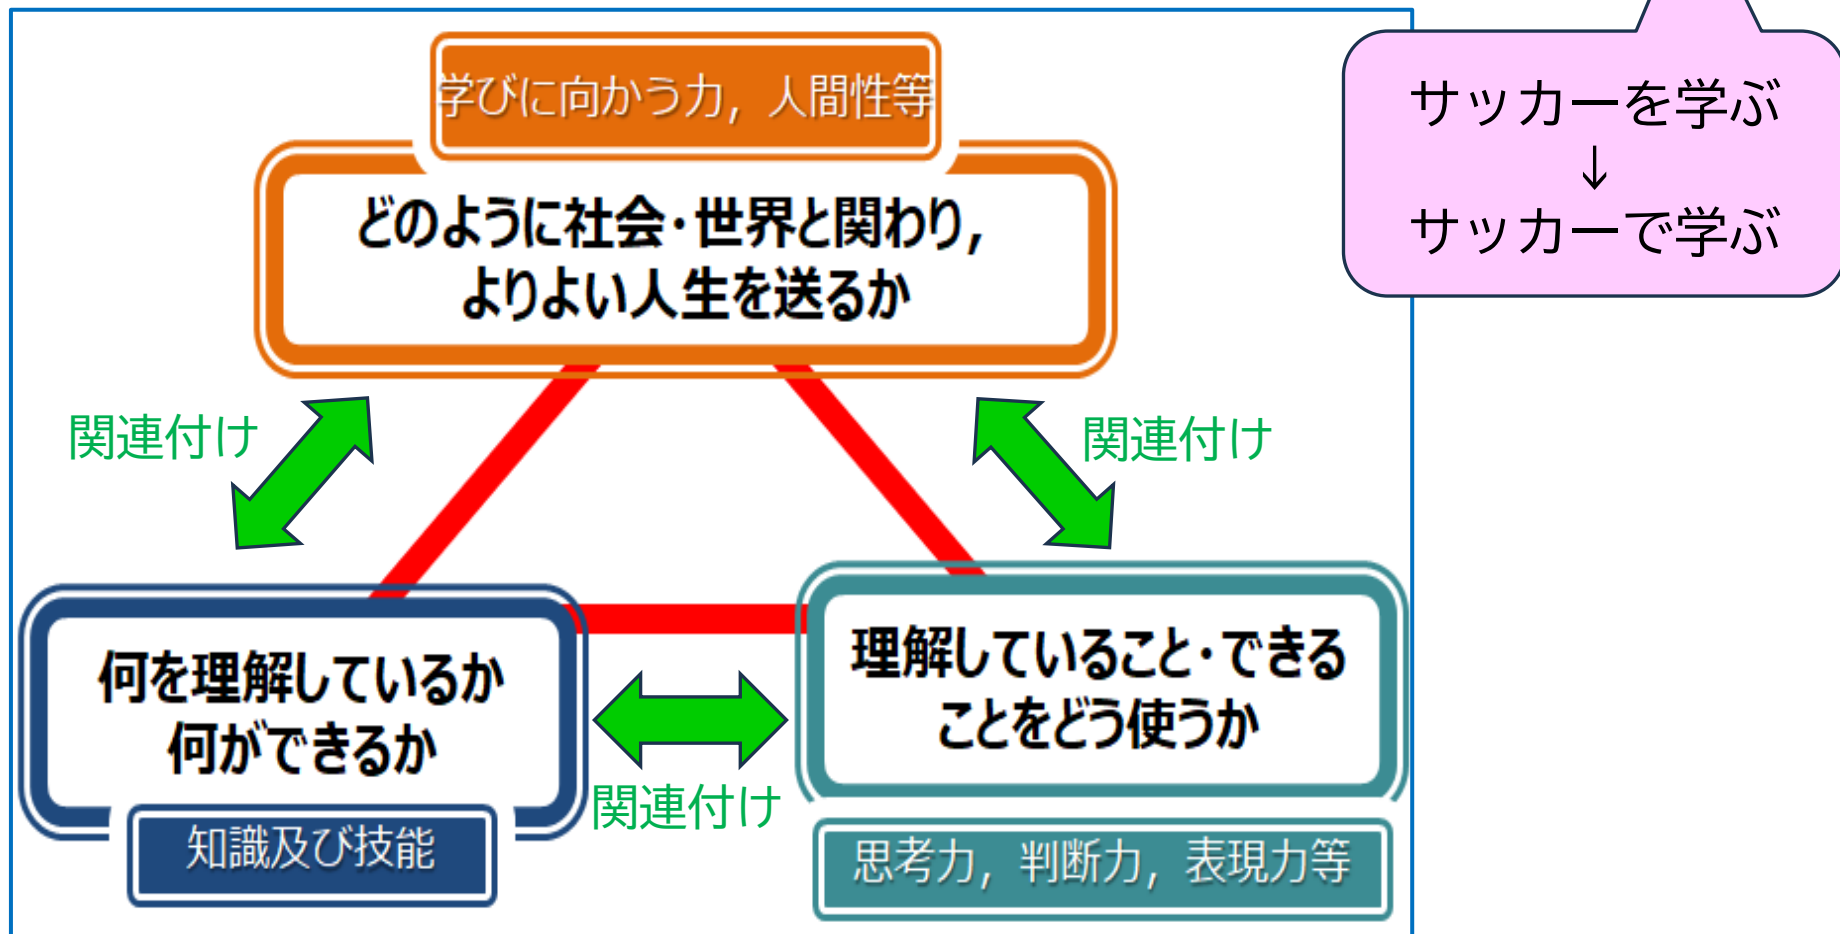 学びに向かう力，人間性等
どのように社会・世界と関わり，
よりよい人生を送るか
サッカーを学ぶ
↓
サッカーで学ぶ
関連付け
関連付け
何を理解しているか
何ができるか
知識及び技能
関連付け
理解していること・できる
ことをどう使うか
思考力，判断力，表現力等